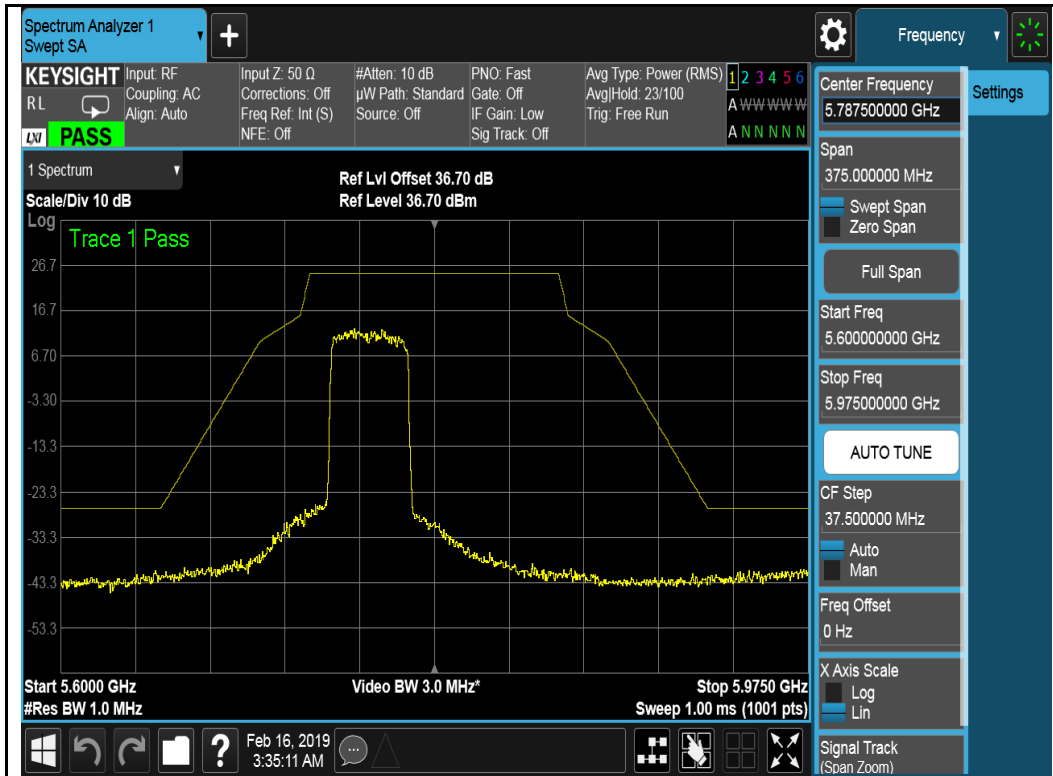 Spectrum Analyzer 1
Swept SA
+
Frequency
KEYSIGHT
R L
LXI
PASS
Input: RF
Coupling: AC
Align: Auto
Input Z: 50 Ω
Corrections: Off
Freq Ref: Int (S)
NFE: Off
#Atten: 10 dB
µW Path: Standard
Source: Off
PNO: Fast
Gate: Off
IF Gain: Low
Sig Track: Off
Avg Type: Power (RMS)
Avg|Hold: 23/100
Trig: Free Run
1 2 3 4 5 6
A W W W W W
A N N N N N
1 Spectrum
Scale/Div 10 dB
Ref Lvl Offset 36.70 dB
Ref Level 36.70 dBm
Log
Trace 1 Pass
26.7
16.7
6.70
-3.30
-13.3
-23.3
-33.3
-43.3
-53.3
Start 5.6000 GHz
#Res BW 1.0 MHz
Video BW 3.0 MHz*
Stop 5.9750 GHz
Sweep 1.00 ms (1001 pts)
Center Frequency
5.787500000 GHz
Settings
Span
375.000000 MHz
Swept Span
Zero Span
Full Span
Start Freq
5.600000000 GHz
Stop Freq
5.975000000 GHz
AUTO TUNE
CF Step
37.500000 MHz
Auto
Man
Freq Offset
0 Hz
X Axis Scale
Log
Lin
Signal Track
(Span Zoom)
?
Feb 16, 2019
3:35:11 AM